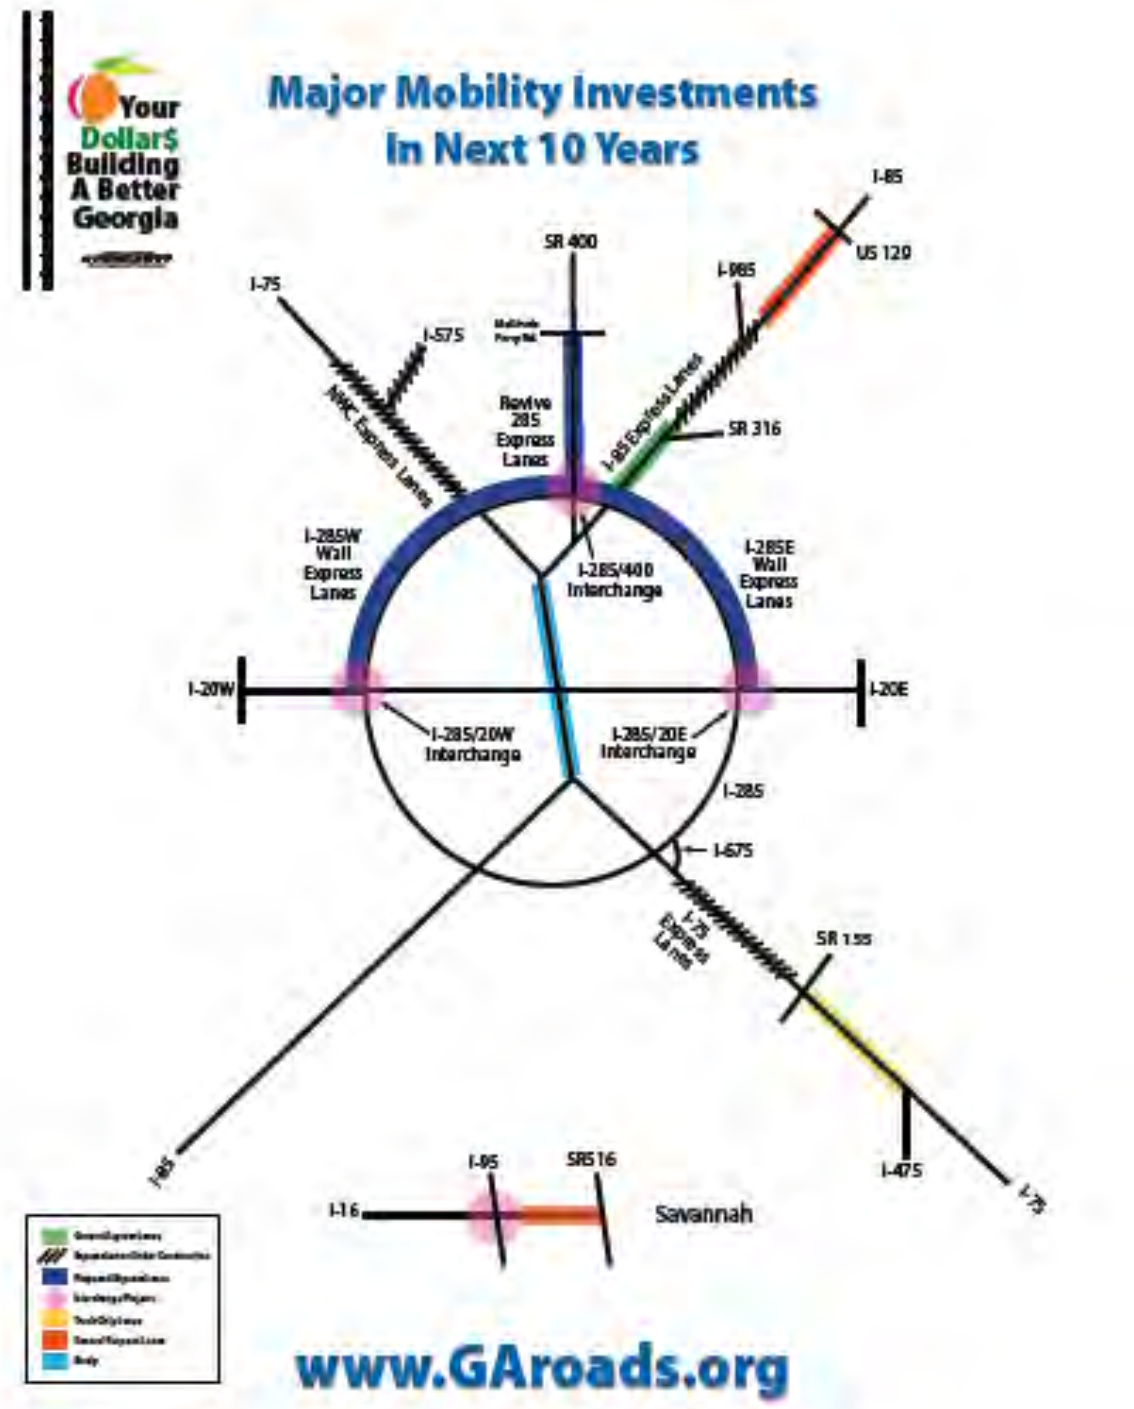 Your
Dollar$
Building
A Better
Georgia
Major Mobility Investments
in Next 10 Years
I-85
US 129
SR 400
I-985
I-75
I-575
NWC Express Lanes
Revive
285
Express
Lanes
I-85 Express Lanes
SR 316
I-285W
Wall
Express
Lanes
I-285/400
Interchange
I-285E
Wall
Express
Lanes
I-20W
I-20E
I-285/20W
Interchange
I-285/20E
Interchange
I-285
I-675
I-75
Express
Lanes
SR 155
I-85
I-475
I-75
I-95
SR516
I-16
Savannah
www.GAroads.org